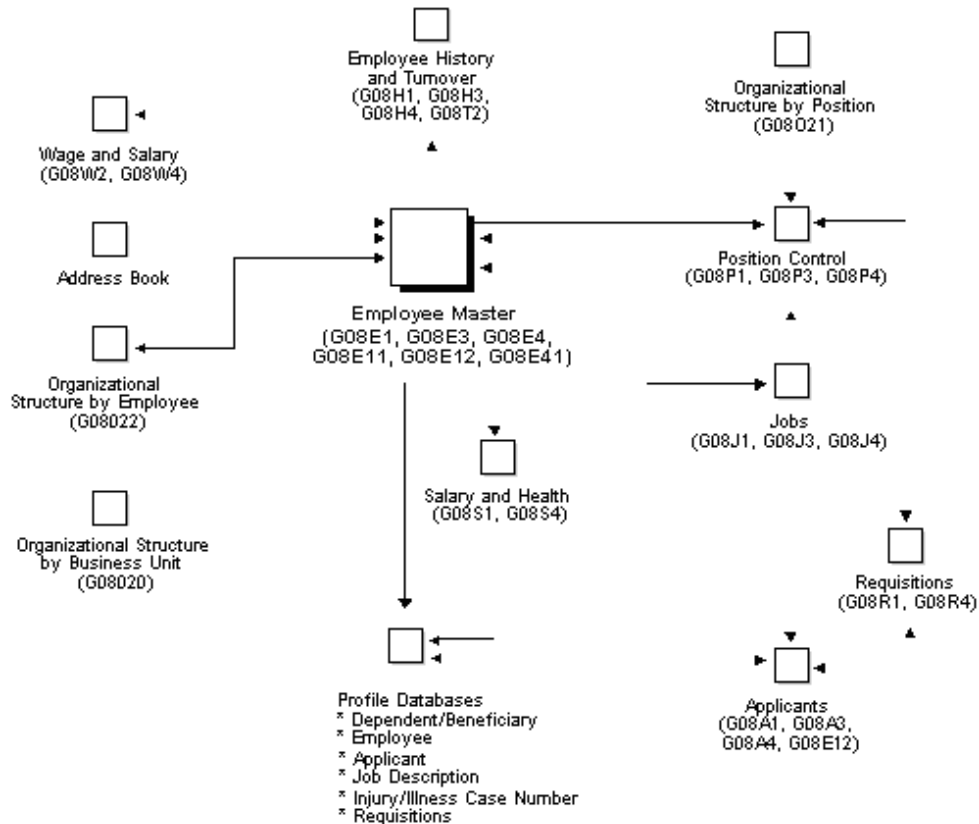 Employee History
and Turnover
(G08H1, G08H3,
G08H4, G08T2)
Organizational
Structure by Position
(G08O21)
Wage and Salary
(G08W2, G08W4)
Address Book
Position Control
(G08P1, G08P3, G08P4)
Employee Master
(G08E1, G08E3, G08E4,
G08E11, G08E12, G08E41)
Organizational
Structure by Employee
(G08022)
Jobs
(G08J1, G08J3, G08J4)
Salary and Health
(G08S1, G08S4)
Organizational Structure
by Business Unit
(G08020)
Requisitions
(G08R1, G08R4)
Profile Databases
* Dependent/Beneficiary
* Employee
* Applicant
* Job Description
* Injury/Illness Case Number
* Requisitions
Applicants
(G08A1, G08A3,
G08A4, G08E12)